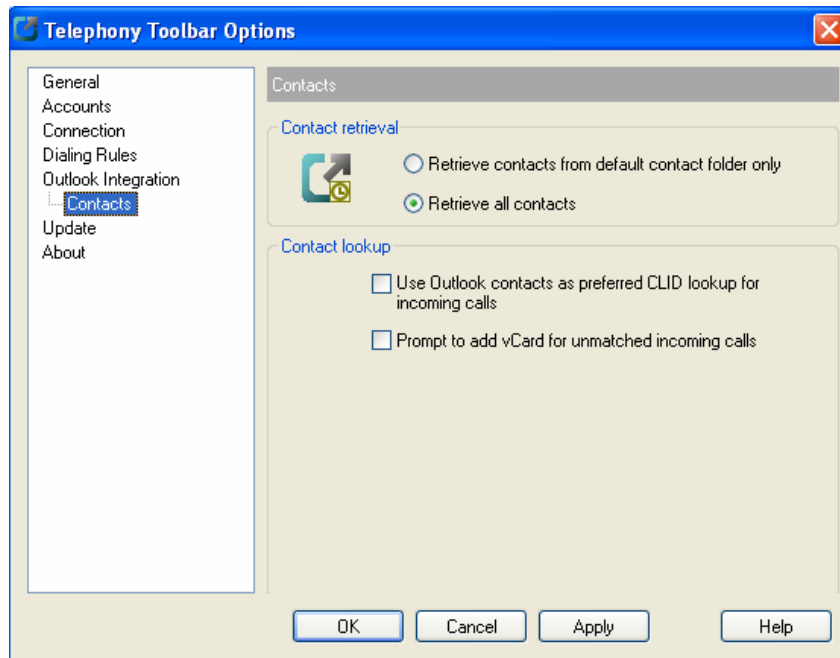 Telephony Toolbar Options
General
Accounts
Connection
Dialing Rules
Outlook Integration
Contacts
Update
About
Contacts
Contact retrieval
Retrieve contacts from default contact folder only
Retrieve all contacts
Contact lookup
Use Outlook contacts as preferred CLID lookup for
incoming calls
Prompt to add vCard for unmatched incoming calls
OK
Cancel
Apply
Help